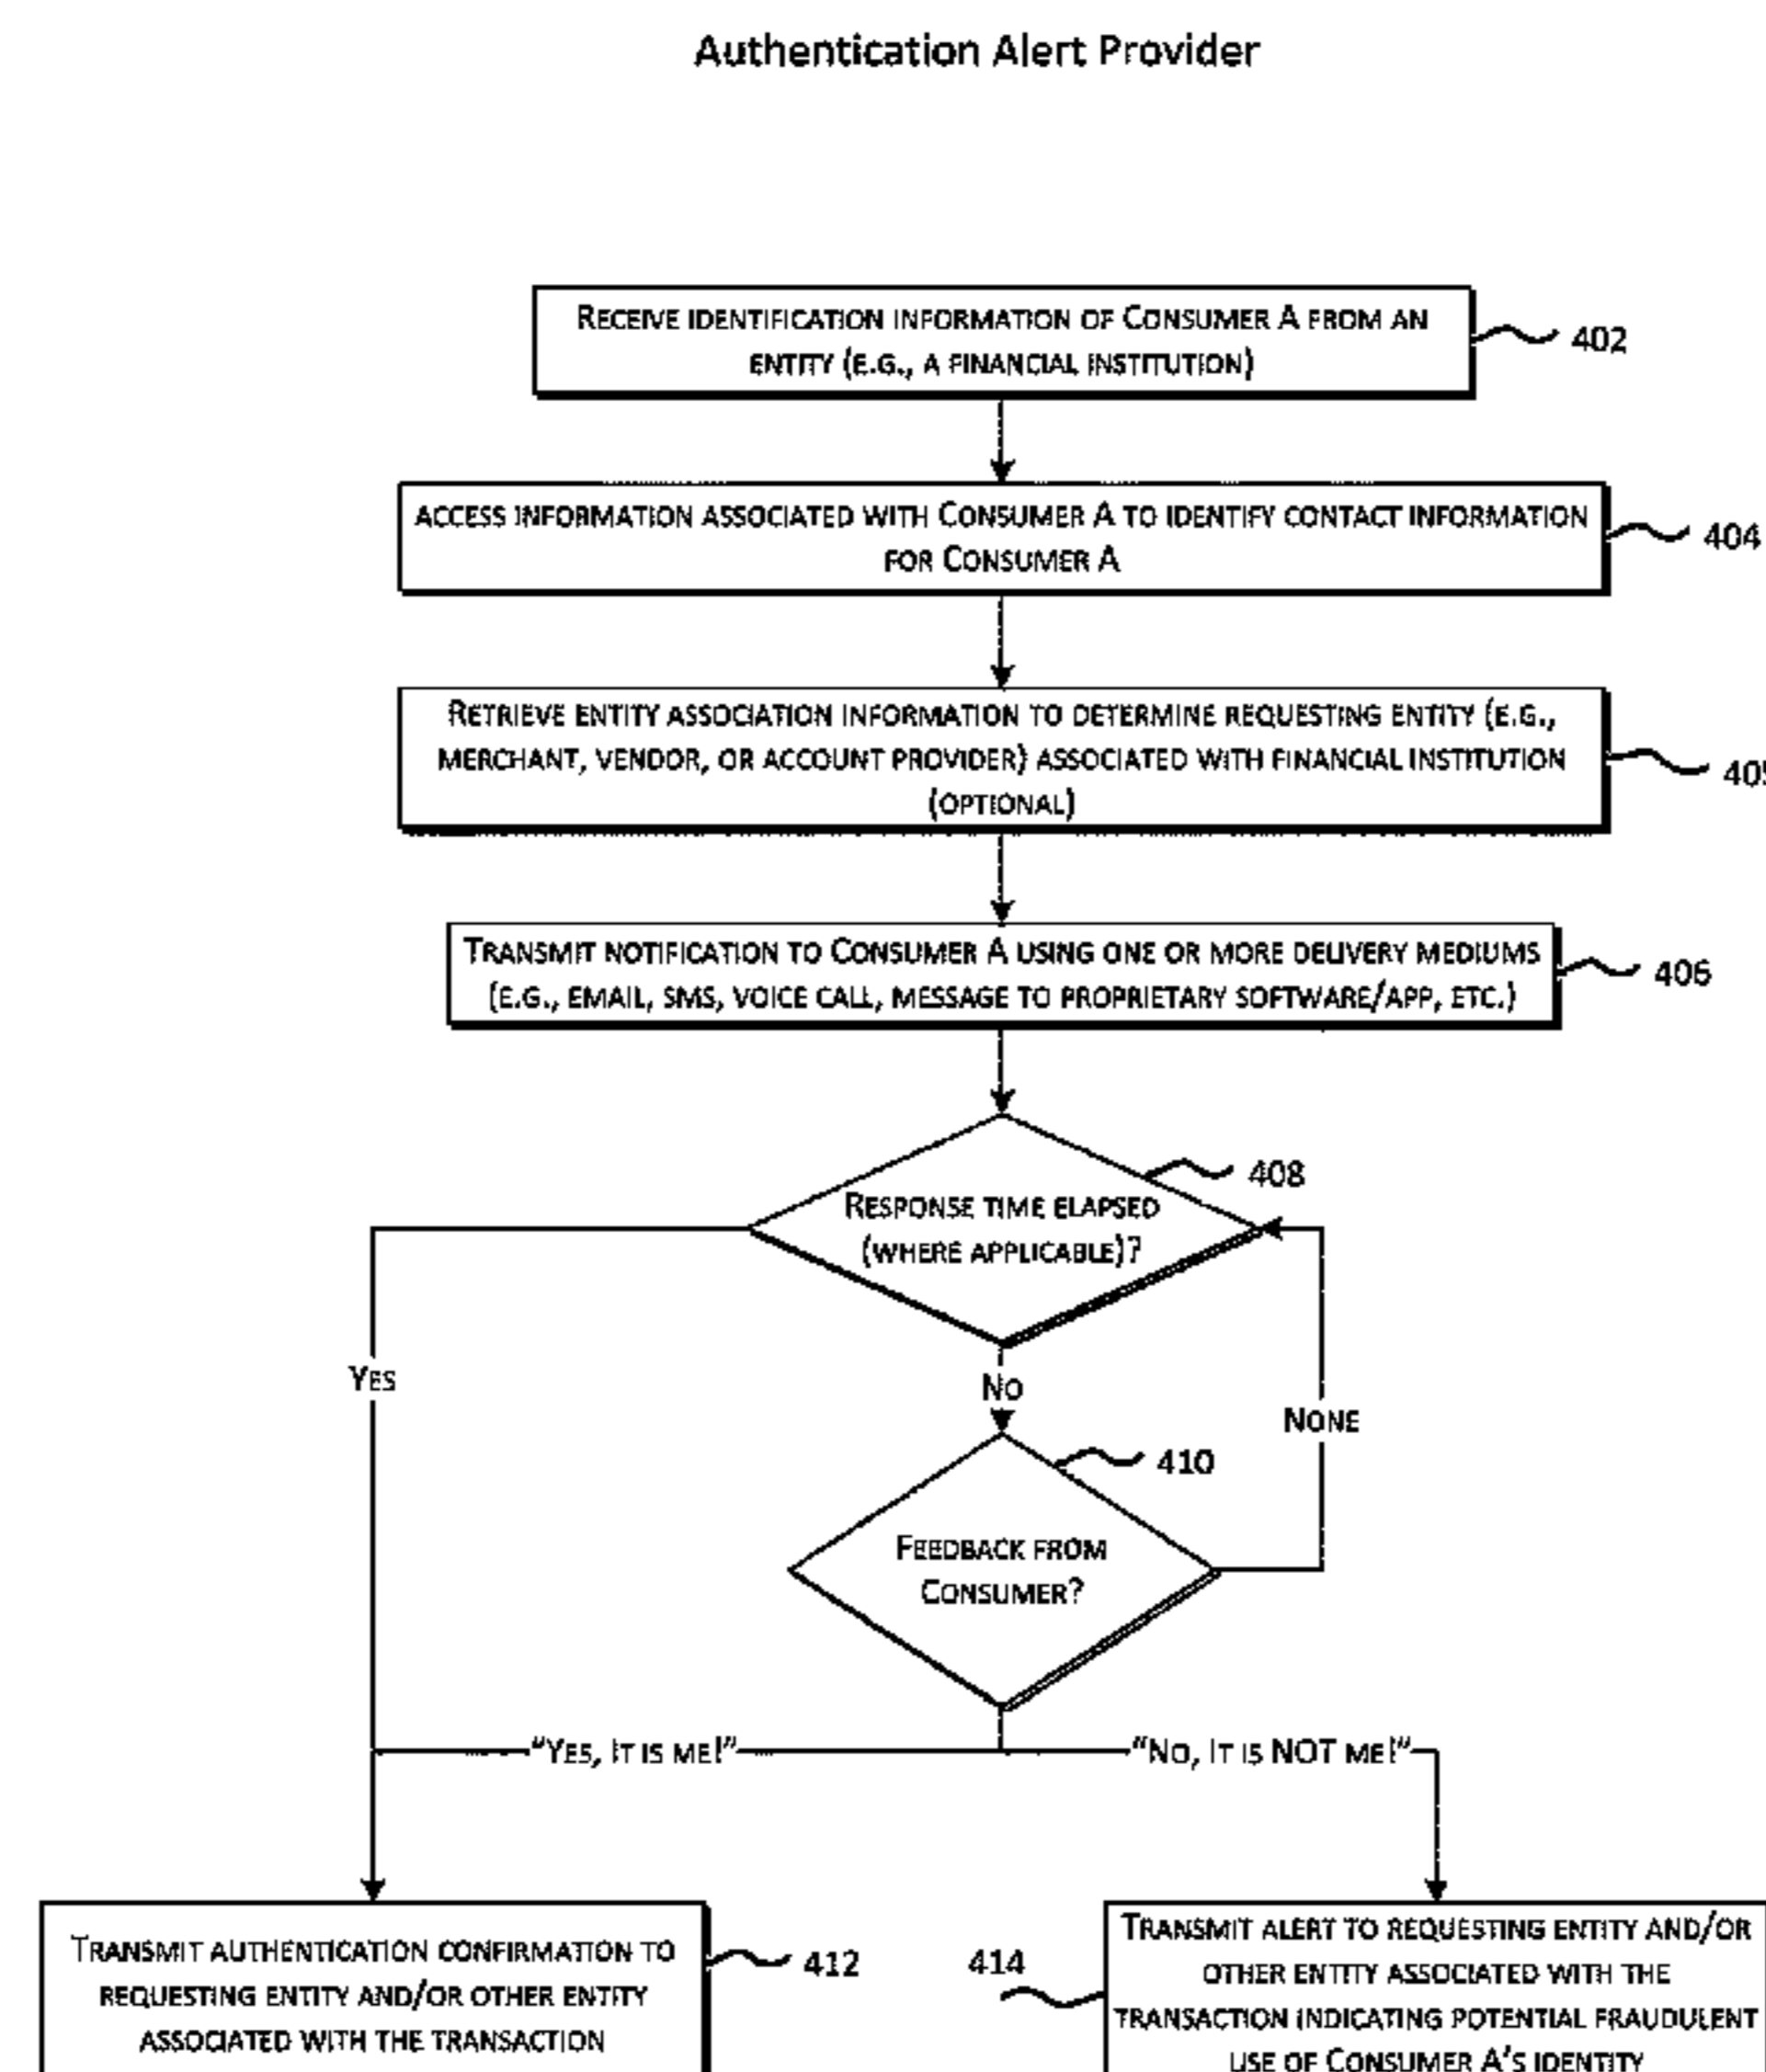 Authentication Alert Provider
RECEIVE IDENTIFICATION INFORMATION OF CONSUMER A FROM AN
ENTITY (E.G., A FINANCIAL INSTITUTION)
402
ACCESS INFORMATION ASSOCIATED WITH CONSUMER A TO IDENTIFY CONTACT INFORMATION
FOR CONSUMER A
404
RETRIEVE ENTITY ASSOCIATION INFORMATION TO DETERMINE REQUESTING ENTITY (E.G.,
MERCHANT, VENDOR, OR ACCOUNT PROVIDER) ASSOCIATED WITH FINANCIAL INSTITUTION
(OPTIONAL)
405
TRANSMIT NOTIFICATION TO CONSUMER A USING ONE OR MORE DELIVERY MEDIUMS
(E.G., EMAIL, SMS, VOICE CALL, MESSAGE TO PROPRIETARY SOFTWARE/APP, ETC.)
406
408
RESPONSE TIME ELAPSED
(WHERE APPLICABLE)?
YES
NO
NONE
410
FEEDBACK FROM
CONSUMER?
"YES, IT IS ME!"
"NO, IT IS NOT ME!"
TRANSMIT AUTHENTICATION CONFIRMATION TO
REQUESTING ENTITY AND/OR OTHER ENTITY
ASSOCIATED WITH THE TRANSACTION
412
414
TRANSMIT ALERT TO REQUESTING ENTITY AND/OR
OTHER ENTITY ASSOCIATED WITH THE
TRANSACTION INDICATING POTENTIAL FRAUDULENT
USE OF CONSUMER A'S IDENTITY